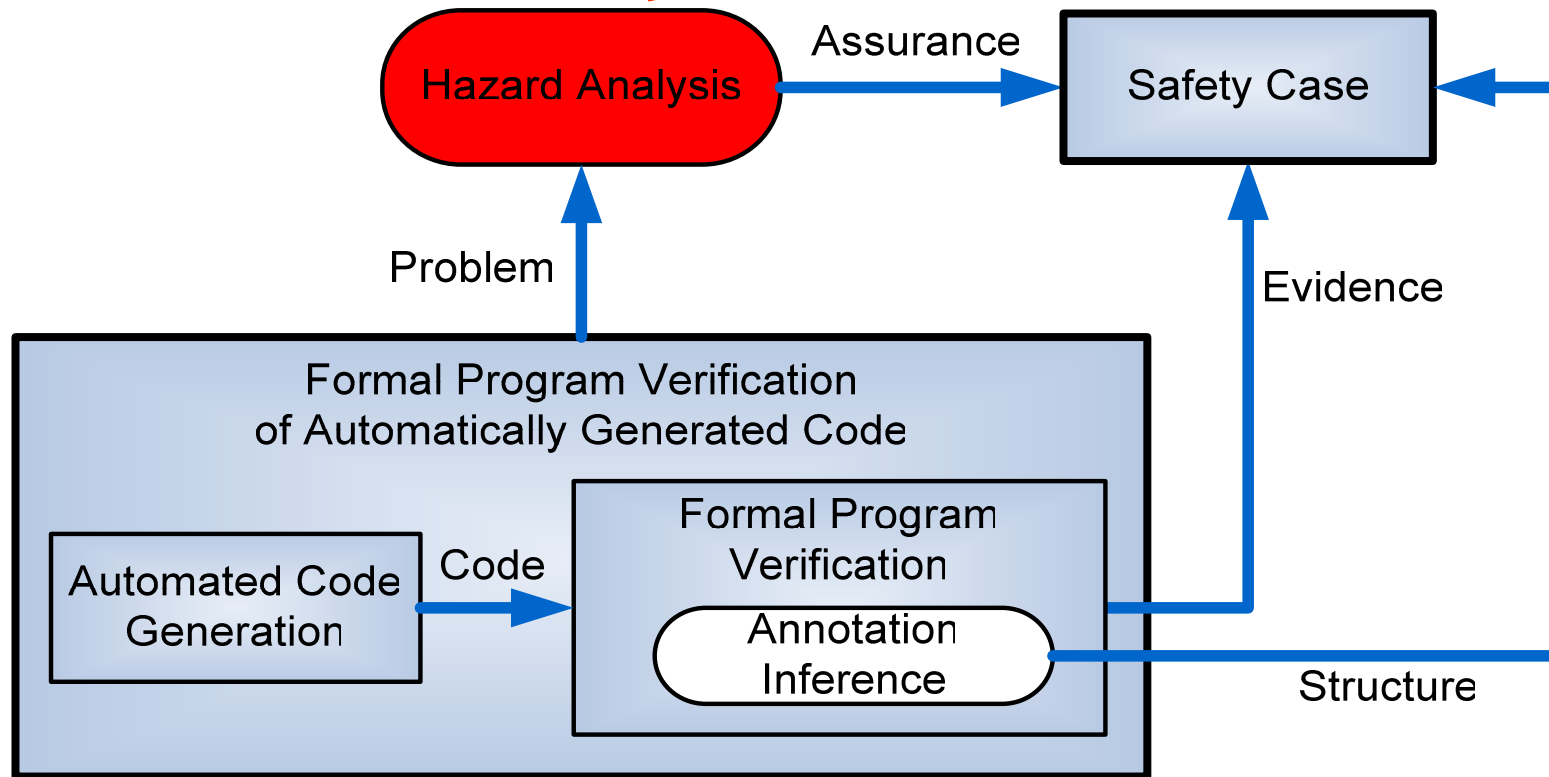 Hazard Analysis
Assurance
Safety Case
Problem
Evidence
Formal Program Verification
of Automatically Generated Code
Automated Code
Generation
Code
Formal Program
Verification
Annotation
Inference
Structure